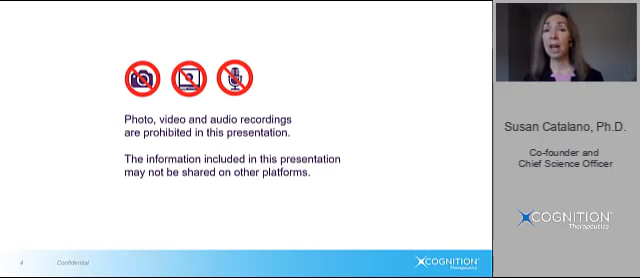 Photo, video and audio recordings
are prohibited in this presentation.
The information included in this presentation
may not be shared on other platforms.
4
Confidential
COGNITION
Therapeutics
Susan Catalano, Ph.D.
Co-founder and
Chief Science Officer
COGNITION
Therapeutics